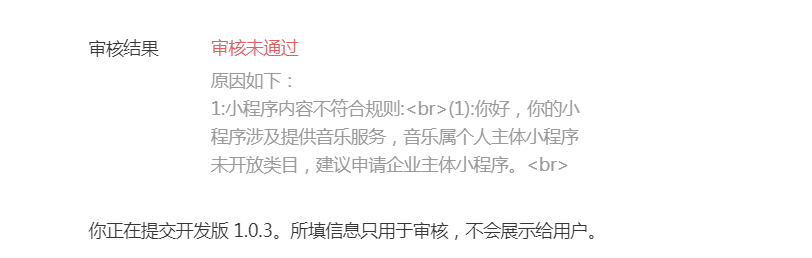 审核结果 审核未通过
原因如下：
1:小程序内容不符合规则:<br>(1):你好，你的小
程序涉及提供音乐服务，音乐属个人主体小程序
未开放类目，建议申请企业主体小程序。<br>
你正在提交开发版 1.0.3。所填信息只用于审核，不会展示给用户。